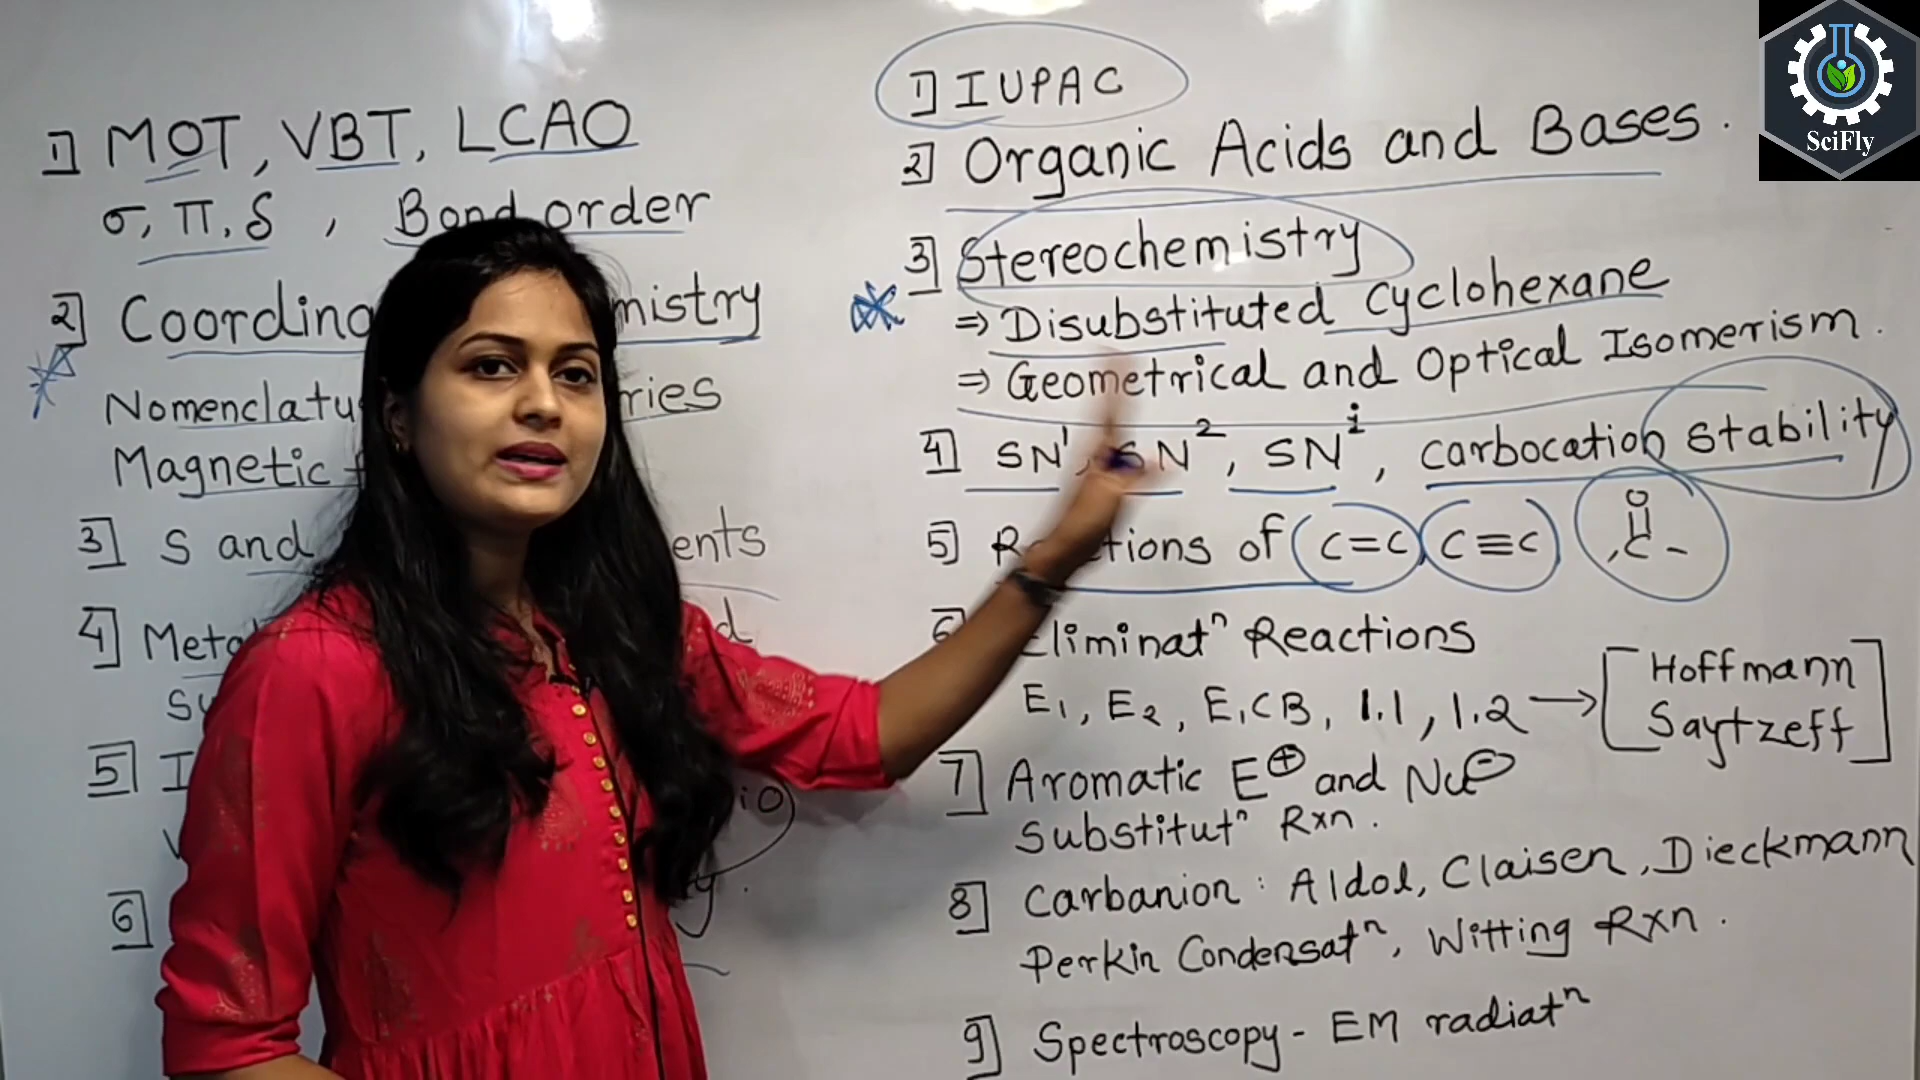 1] MOT, VBT, LCAO
σ, π, δ , Bond order
2] Coordina mistry
Nomenclatu ries
Magnetic
3] S and ents
4] Meta d
Su
5] I io
6] y.
1] IUPAC
2] Organic Acids and Bases.
3] Stereochemistry
⇒ Disubstituted Cyclohexane
⇒ Geometrical and Optical Isomerism.
4] SN¹, SN², SNⁱ, carbocation stability
5] R tions of C=C C≡C O
C -
6 Eliminatⁿ Reactions
E₁, E₂, E₁CB, 1.1, 1.2 → [Hoffmann
Saytzeff]
7] Aromatic E⊕ and Nu⊖
Substitutⁿ Rxn.
8] Carbanion : Aldol, Claisen, Dieckmann
Perkin Condensatⁿ, Witting Rxn.
9] Spectroscopy - EM radiatⁿ
SciFly